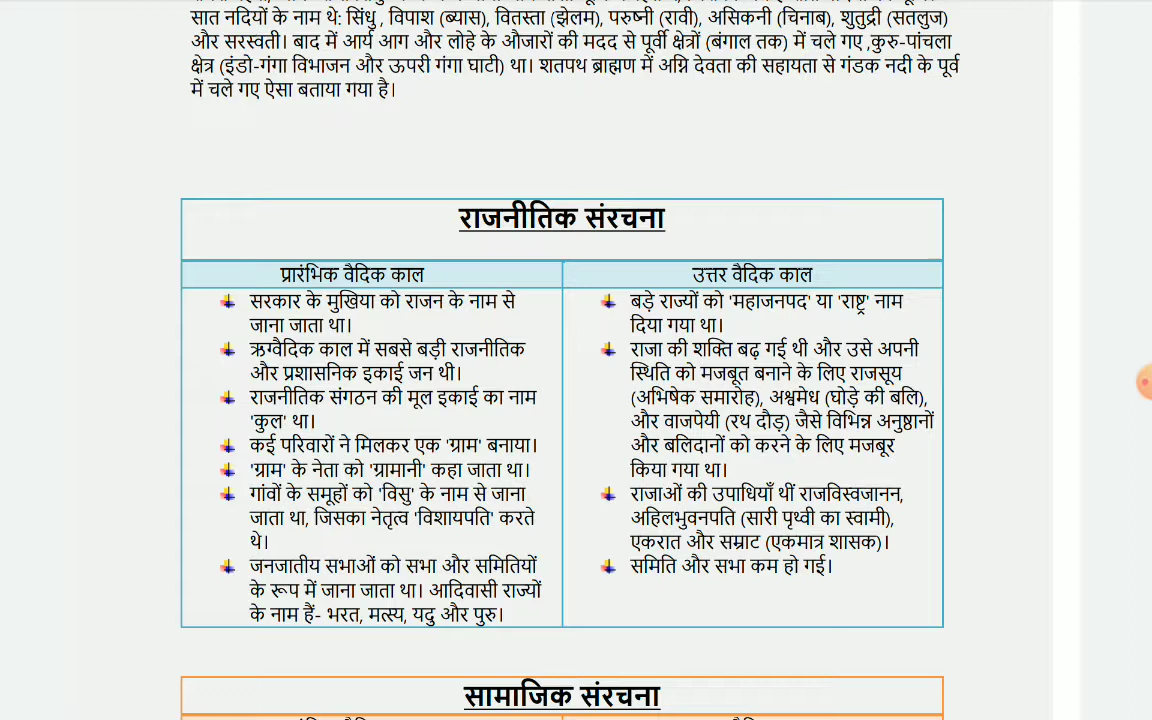 सात नदियों के नाम थे: सिंधु, विपाश (ब्यास), वितस्ता (झेलम), परुष्नी (रावी), असिकनी (चिनाब), शुतुद्री (सतलुज)
और सरस्वती। बाद में आर्य आग और लोहे के औजारों की मदद से पूर्वी क्षेत्रों (बंगाल तक) में चले गए ,कुरु-पांचला
क्षेत्र (इंडो-गंगा विभाजन और ऊपरी गंगा घाटी) था। शतपथ ब्राह्मण में अग्नि देवता की सहायता से गंडक नदी के पूर्व
में चले गए ऐसा बताया गया है।
राजनीतिक संरचना
प्रारंभिक वैदिक काल
सरकार के मुखिया को राजन के नाम से
जाना जाता था।
ऋग्वैदिक काल में सबसे बड़ी राजनीतिक
और प्रशासनिक इकाई जन थी।
राजनीतिक संगठन की मूल इकाई का नाम
'कुल' था।
कई परिवारों ने मिलकर एक 'ग्राम' बनाया।
'ग्राम' के नेता को 'ग्रामानी' कहा जाता था।
गांवों के समूहों को 'विसु' के नाम से जाना
जाता था, जिसका नेतृत्व 'विशायपति' करते
थे।
जनजातीय सभाओं को सभा और समितियों
के रूप में जाना जाता था। आदिवासी राज्यों
के नाम हैं- भरत, मत्स्य, यदु और पुरु।
उत्तर वैदिक काल
बड़े राज्यों को 'महाजनपद' या 'राष्ट्र' नाम
दिया गया था।
राजा की शक्ति बढ़ गई थी और उसे अपनी
स्थिति को मजबूत बनाने के लिए राजसूय
(अभिषेक समारोह), अश्वमेध (घोड़े की बलि),
और वाजपेयी (रथ दौड़) जैसे विभिन्न अनुष्ठानों
और बलिदानों को करने के लिए मजबूर
किया गया था।
राजाओं की उपाधियाँ थीं राजविस्वजानन,
अहिलभुवनपति (सारी पृथ्वी का स्वामी),
एकरात और सम्राट (एकमात्र शासक)।
समिति और सभा कम हो गई।
सामाजिक संरचना